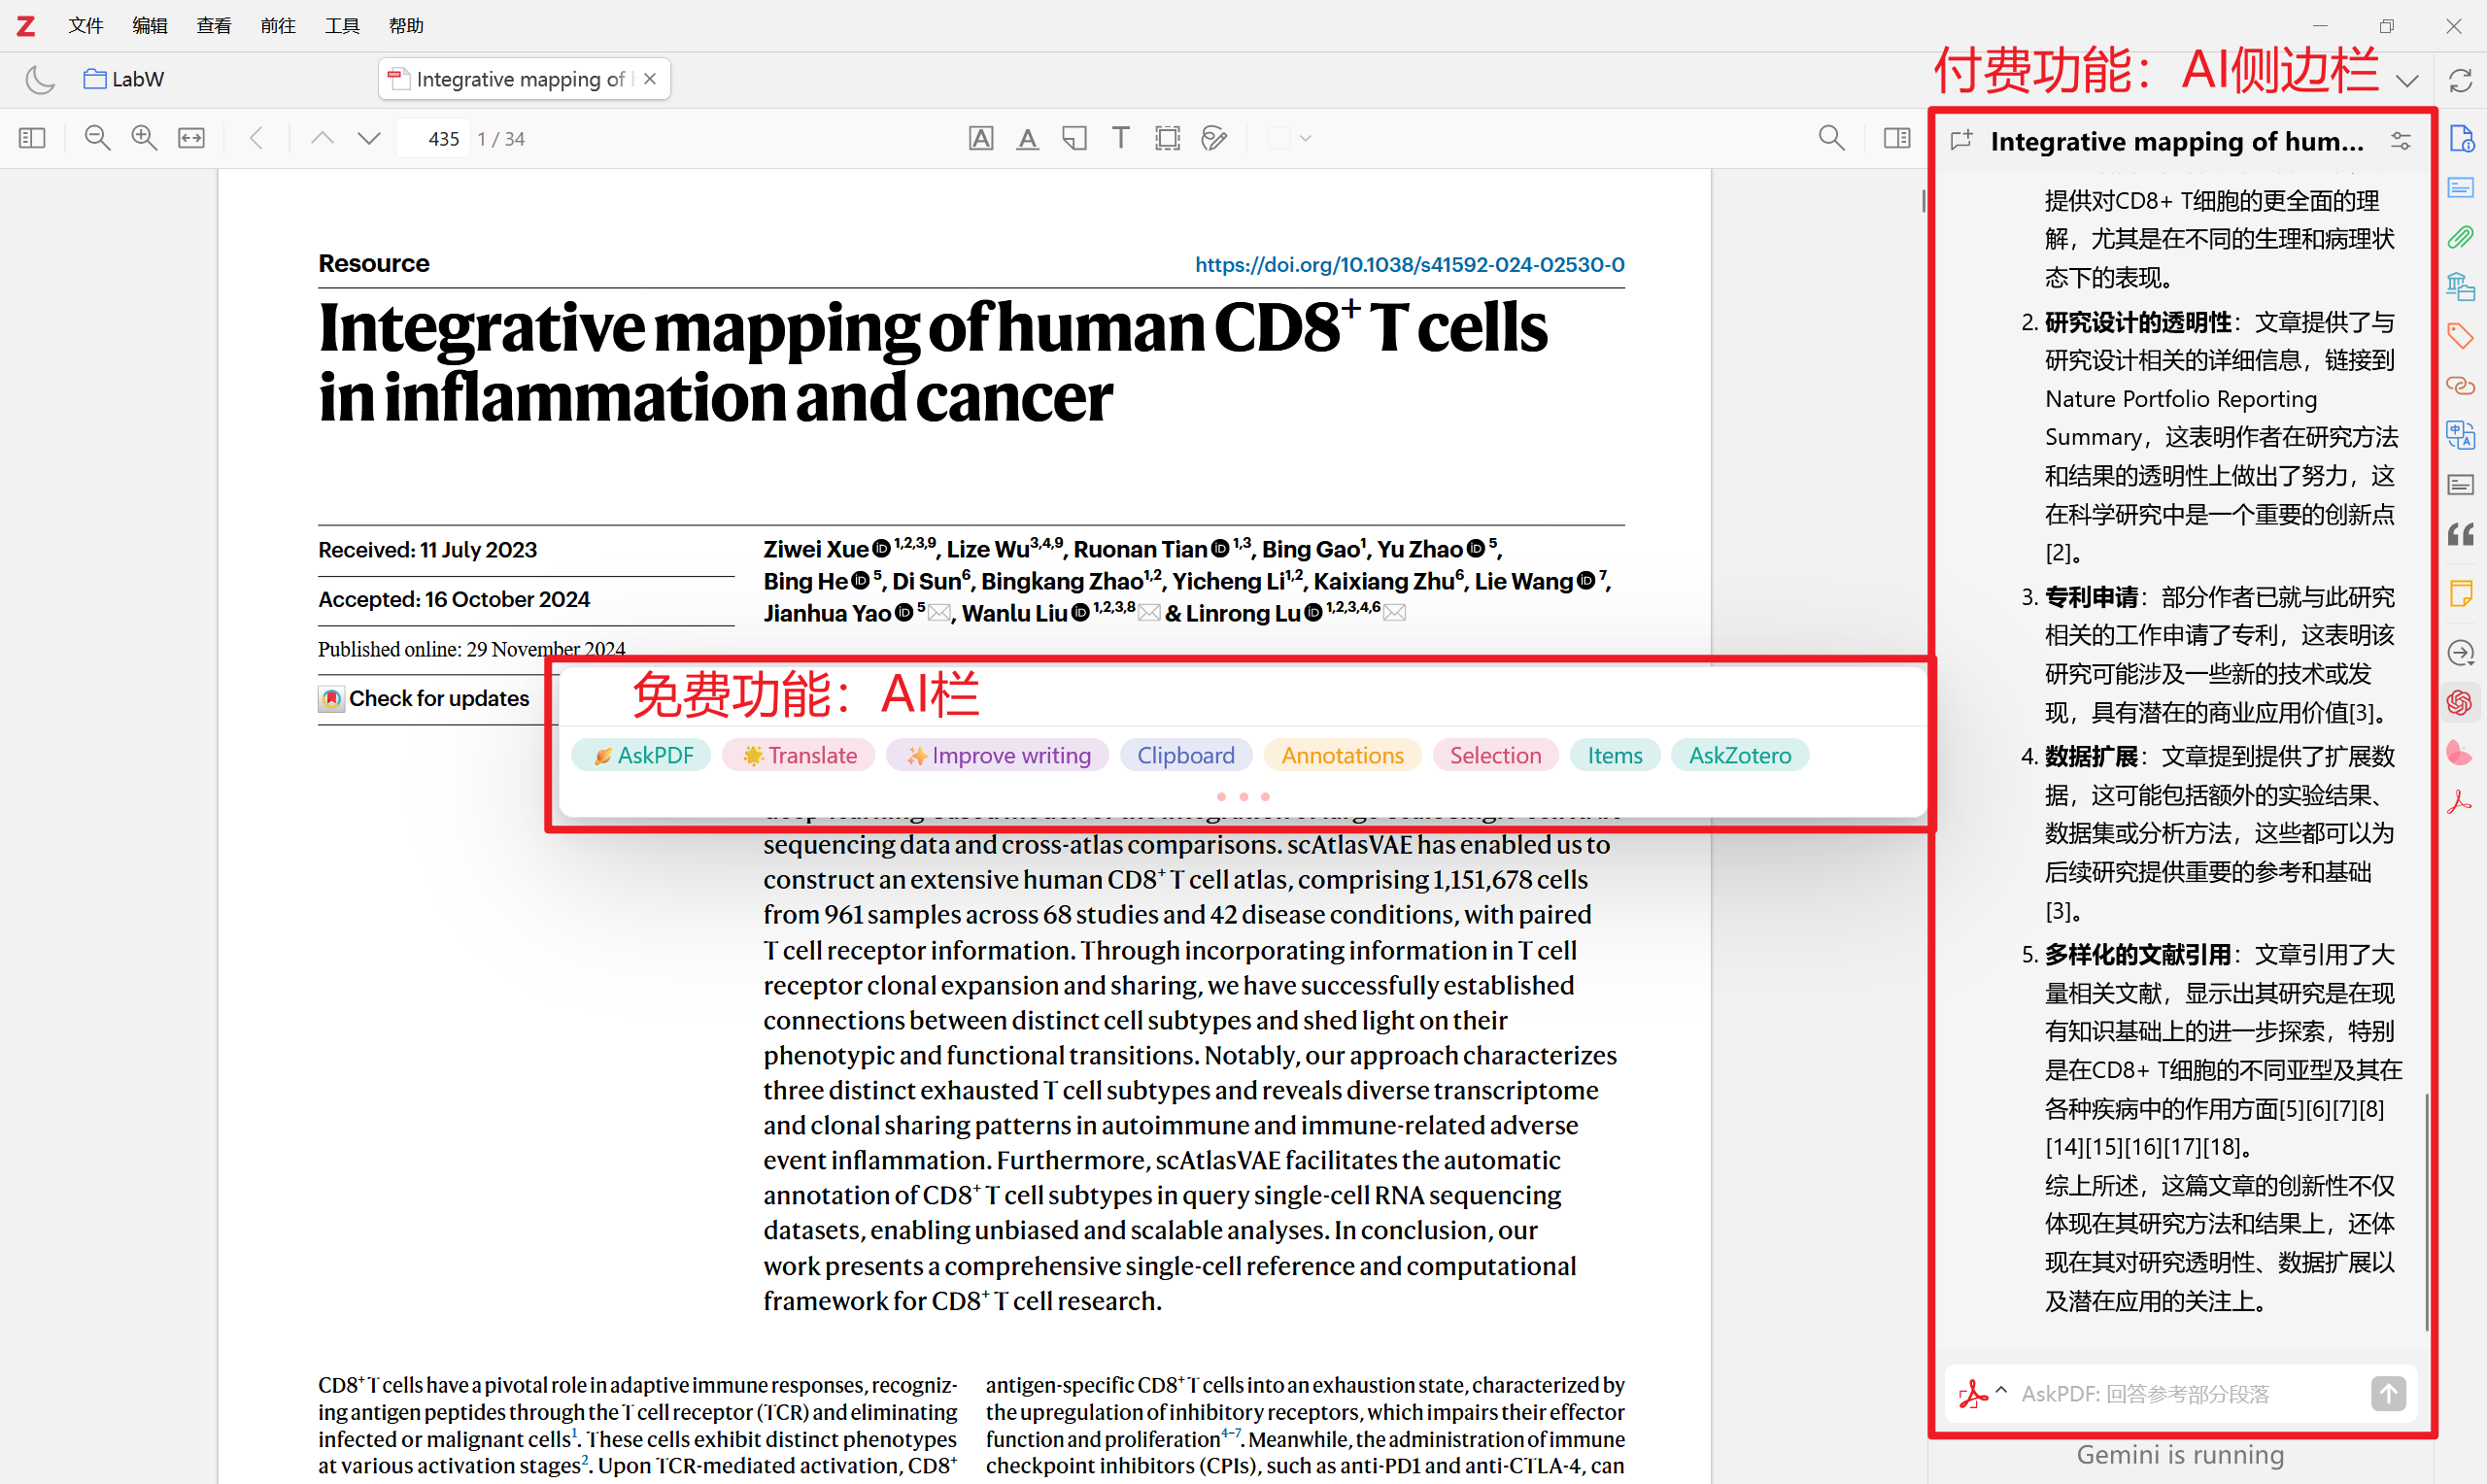 Z 文件 编辑 查看 前往 工具 帮助
LabW
Integrative mapping of
付费功能：AI侧边栏
435 1 / 34
Resource
https://doi.org/10.1038/s41592-024-02530-0
Integrative mapping of human CD8⁺ T cells
in inflammation and cancer
Received: 11 July 2023
Accepted: 16 October 2024
Published online: 29 November 2024
Check for updates
Ziwei Xue 1,2,3,9, Lize Wu3,4,9, Ruonan Tian 1,3, Bing Gao1, Yu Zhao 5,
Bing He 5, Di Sun6, Bingkang Zhao1,2, Yicheng Li1,2, Kaixiang Zhu6, Lie Wang 7,
Jianhua Yao 5, Wanlu Liu 1,2,3,8 & Linrong Lu 1,2,3,4,6
免费功能：AI栏
AskPDF Translate Improve writing Clipboard Annotations Selection Items AskZotero
sequencing data and cross-atlas comparisons. scAtlasVAE has enabled us to
construct an extensive human CD8⁺ T cell atlas, comprising 1,151,678 cells
from 961 samples across 68 studies and 42 disease conditions, with paired
T cell receptor information. Through incorporating information in T cell
receptor clonal expansion and sharing, we have successfully established
connections between distinct cell subtypes and shed light on their
phenotypic and functional transitions. Notably, our approach characterizes
three distinct exhausted T cell subtypes and reveals diverse transcriptome
and clonal sharing patterns in autoimmune and immune-related adverse
event inflammation. Furthermore, scAtlasVAE facilitates the automatic
annotation of CD8⁺ T cell subtypes in query single-cell RNA sequencing
datasets, enabling unbiased and scalable analyses. In conclusion, our
work presents a comprehensive single-cell reference and computational
framework for CD8⁺ T cell research.
CD8⁺ T cells have a pivotal role in adaptive immune responses, recogniz-
ing antigen peptides through the T cell receptor (TCR) and eliminating
infected or malignant cells¹. These cells exhibit distinct phenotypes
at various activation stages². Upon TCR-mediated activation, CD8⁺
antigen-specific CD8⁺ T cells into an exhaustion state, characterized by
the upregulation of inhibitory receptors, which impairs their effector
function and proliferation⁴⁻⁷. Meanwhile, the administration of immune
checkpoint inhibitors (CPIs), such as anti-PD1 and anti-CTLA-4, can
Integrative mapping of hum...
提供对CD8+ T细胞的更全面的理
解，尤其是在不同的生理和病理状
态下的表现。
2. 研究设计的透明性：文章提供了与
研究设计相关的详细信息，链接到
Nature Portfolio Reporting
Summary，这表明作者在研究方法
和结果的透明性上做出了努力，这
在科学研究中是一个重要的创新点
[2]。
3. 专利申请：部分作者已就与此研究
相关的工作申请了专利，这表明该
研究可能涉及一些新的技术或发
现，具有潜在的商业应用价值[3]。
4. 数据扩展：文章提到提供了扩展数
据，这可能包括额外的实验结果、
数据集或分析方法，这些都可以为
后续研究提供重要的参考和基础
[3]。
5. 多样化的文献引用：文章引用了大
量相关文献，显示出其研究是在现
有知识基础上的进一步探索，特别
是在CD8+ T细胞的不同亚型及其在
各种疾病中的作用方面[5][6][7][8]
[14][15][16][17][18]。
综上所述，这篇文章的创新性不仅
体现在其研究方法和结果上，还体
现在其对研究透明性、数据扩展以
及潜在应用的关注上。
AskPDF: 回答参考部分段落
Gemini is running